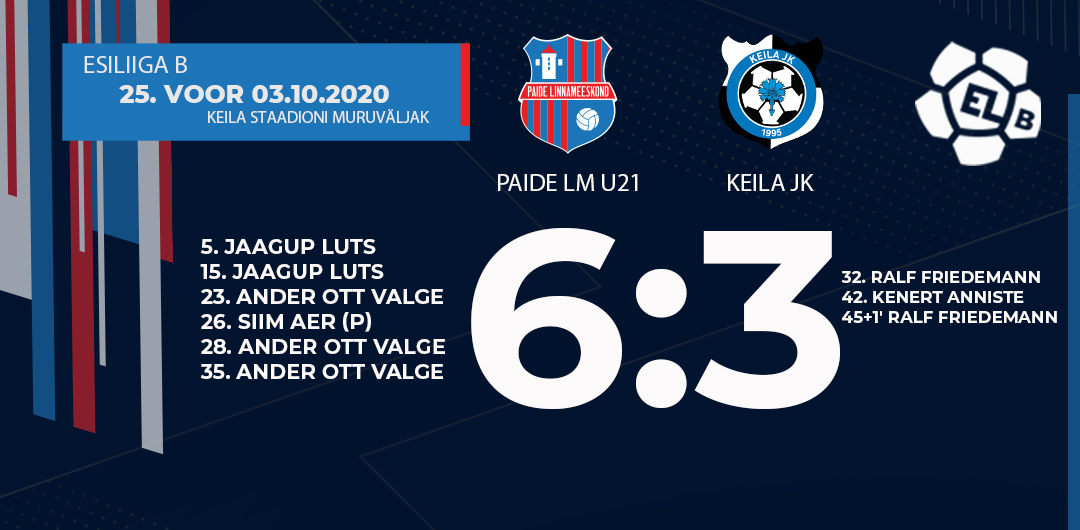 ESILIIGA B
25. VOOR 03.10.2020
KEILA STAADIONI MURUVÄLJAK
PAIDE LINNAMEESKOND
KEILA JK
1995
EL B
PAIDE LM U21
KEILA JK
5. JAAGUP LUTS
15. JAAGUP LUTS
23. ANDER OTT VALGE
26. SIIM AER (P)
28. ANDER OTT VALGE
35. ANDER OTT VALGE
6:3
32. RALF FRIEDEMANN
42. KENERT ANNISTE
45+1' RALF FRIEDEMANN